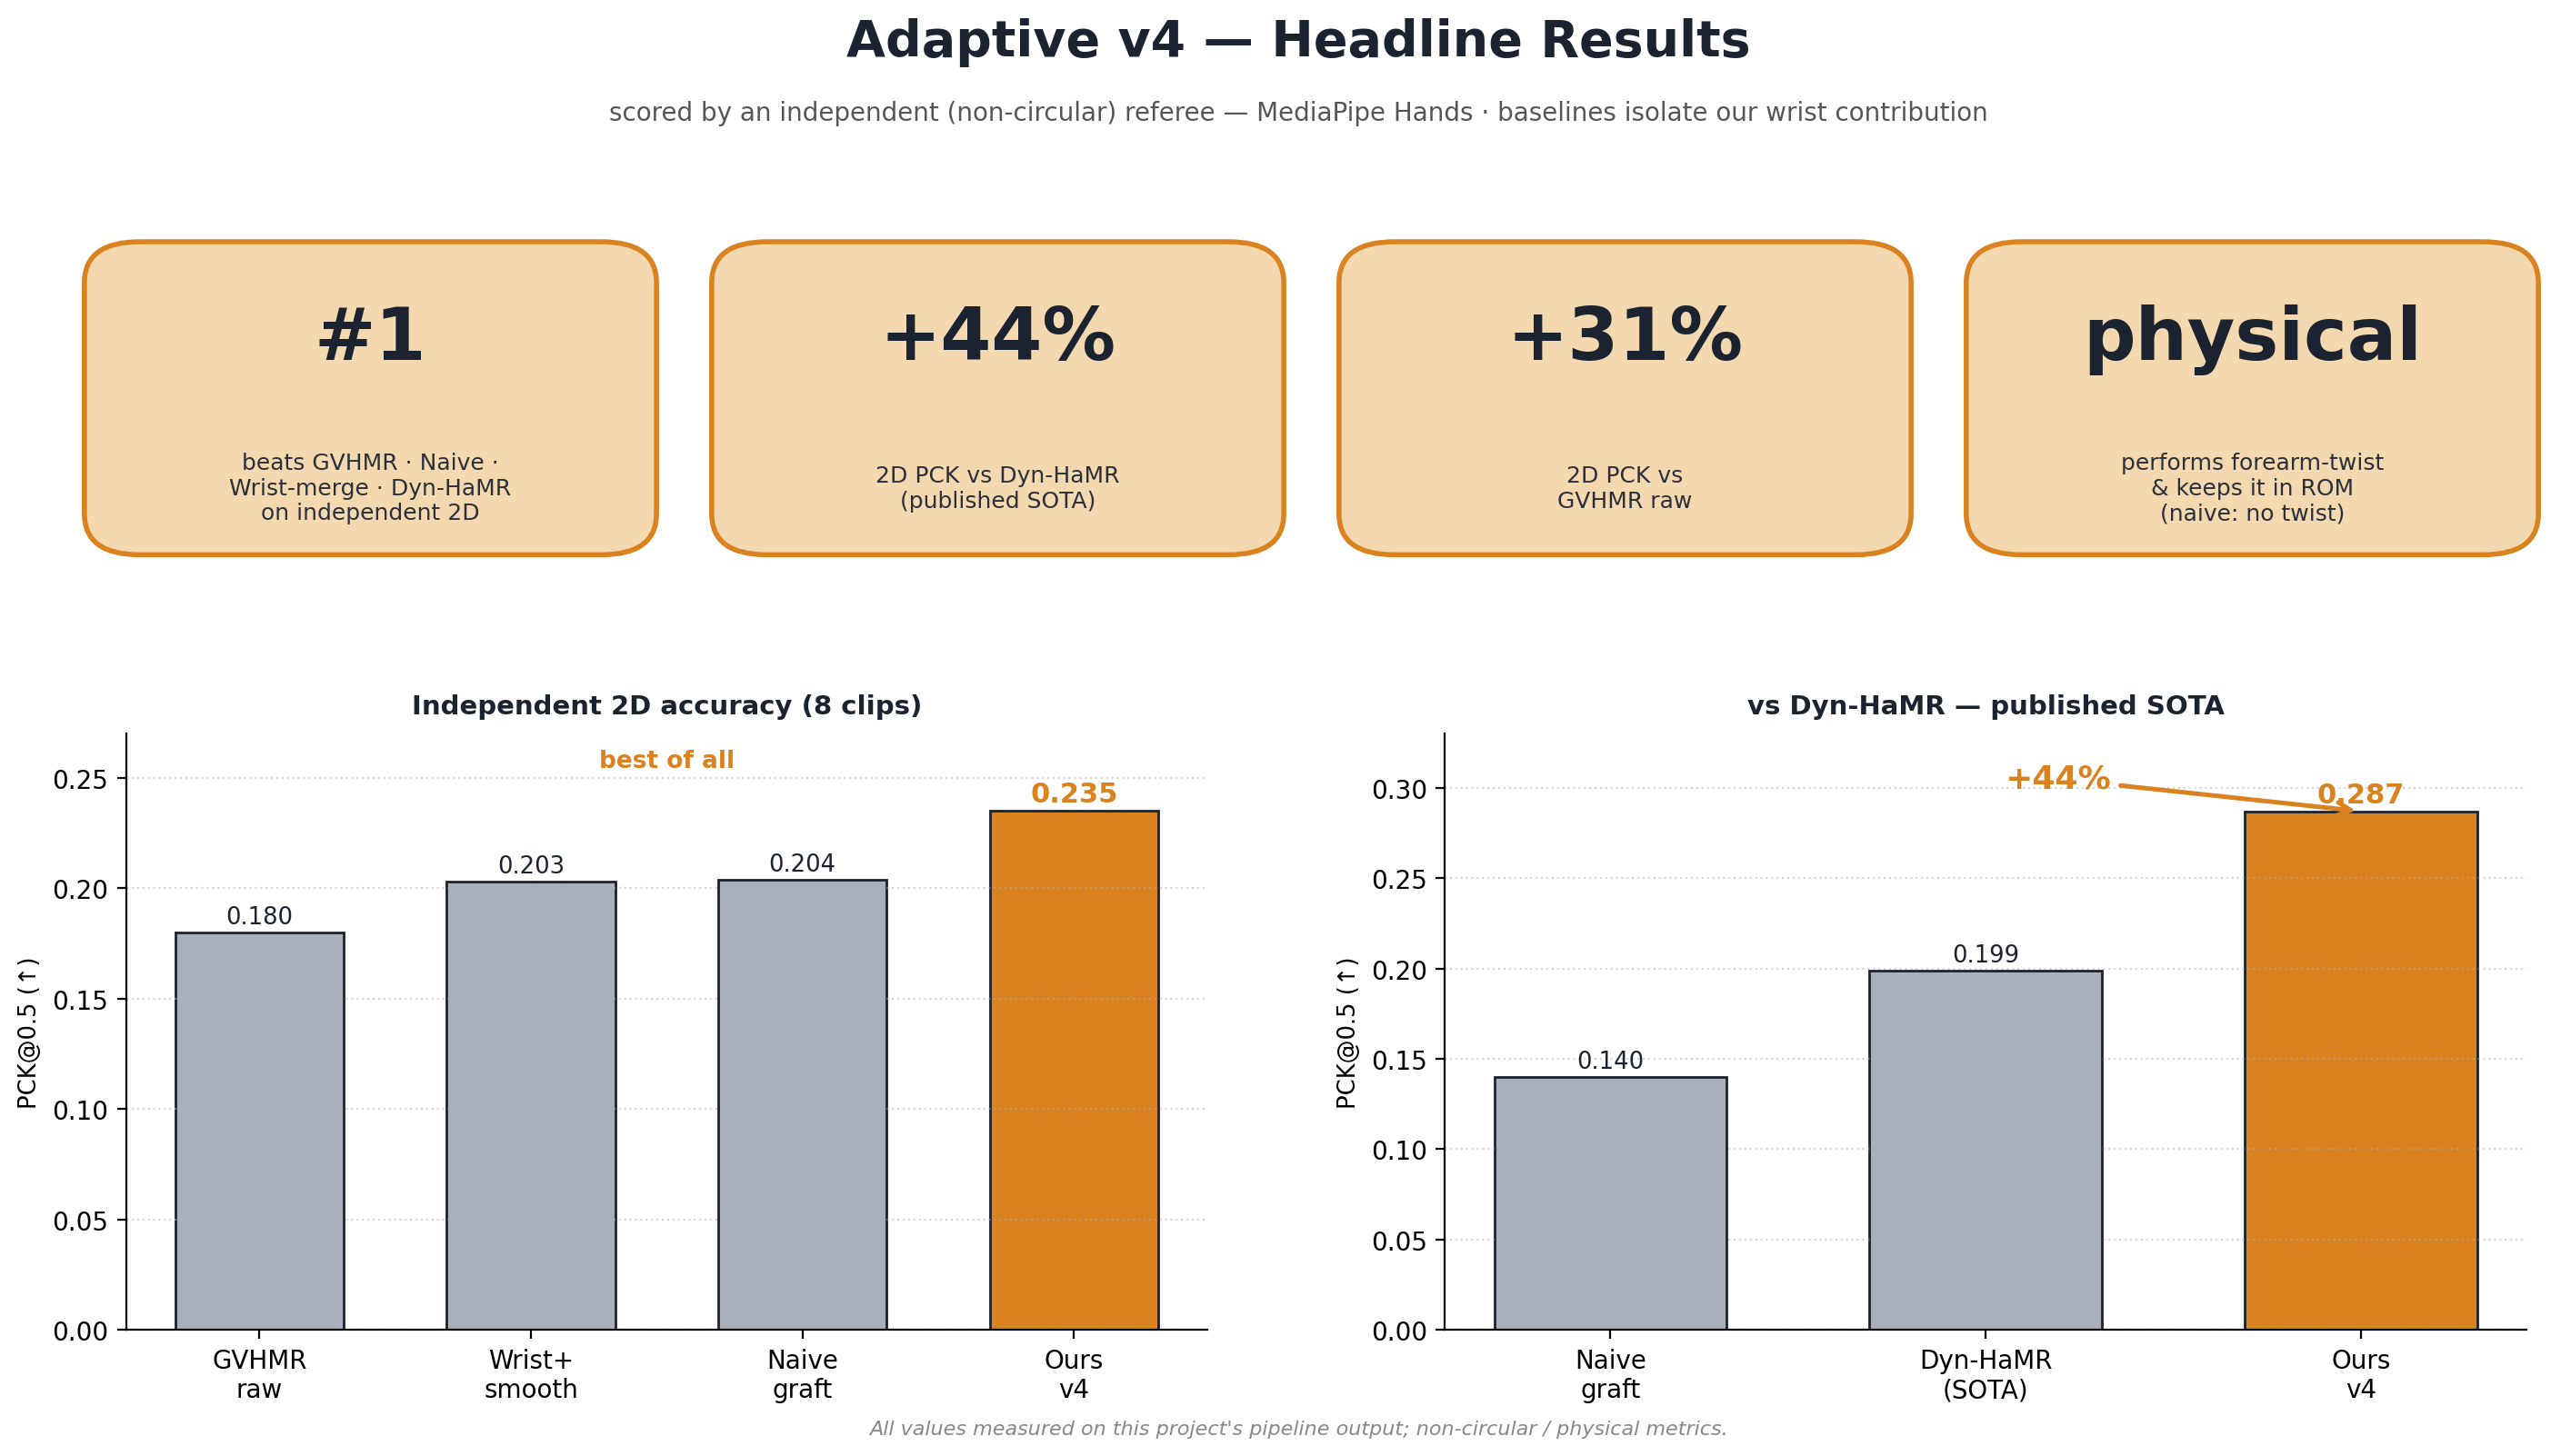 Adaptive v4 — Headline Results
scored by an independent (non-circular) referee — MediaPipe Hands · baselines isolate our wrist contribution
#1
beats GVHMR · Naive ·
Wrist-merge · Dyn-HaMR
on independent 2D
+44%
2D PCK vs Dyn-HaMR
(published SOTA)
+31%
2D PCK vs
GVHMR raw
physical
performs forearm-twist
& keeps it in ROM
(naive: no twist)
Independent 2D accuracy (8 clips)
best of all
PCK@0.5 (↑)
0.25
0.20
0.15
0.10
0.05
0.00
0.180
0.203
0.204
0.235
GVHMR
raw
Wrist+
smooth
Naive
graft
Ours
v4
vs Dyn-HaMR — published SOTA
+44%
PCK@0.5 (↑)
0.30
0.25
0.20
0.15
0.10
0.05
0.00
0.140
0.199
0.287
Naive
graft
Dyn-HaMR
(SOTA)
Ours
v4
All values measured on this project's pipeline output; non-circular / physical metrics.